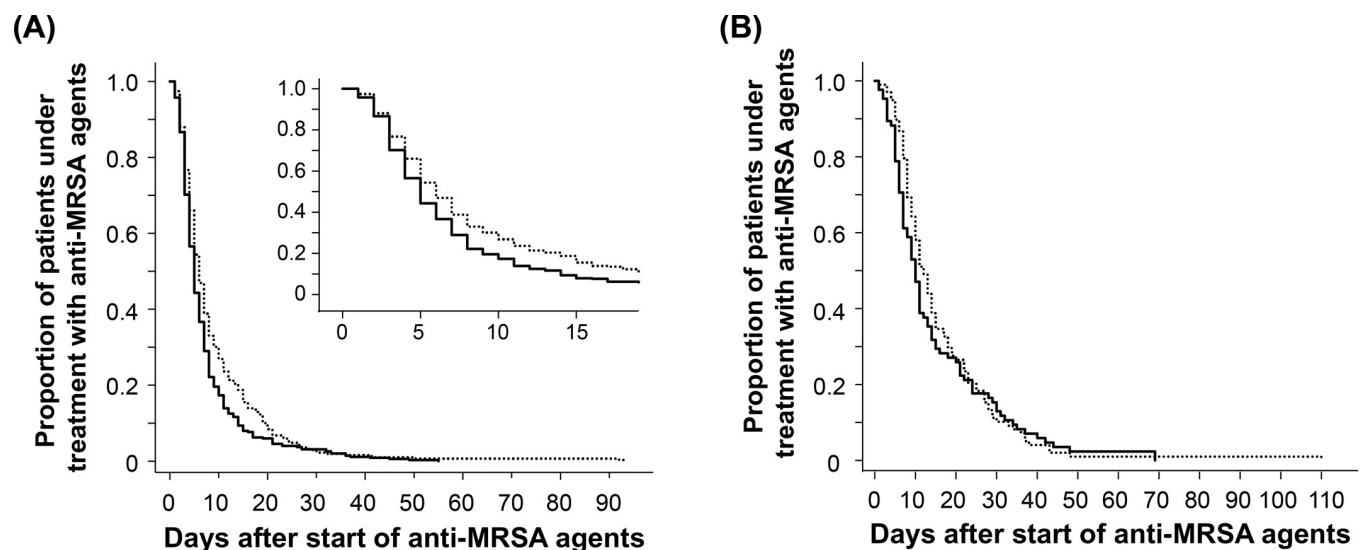 (A)
Proportion of patients under
treatment with anti-MRSA agents
1.0
0.8
0.6
0.4
0.2
0
0 10 20 30 40 50 60 70 80 90
Days after start of anti-MRSA agents
1.0
0.8
0.6
0.4
0.2
0
0 5 10 15
(B)
Proportion of patients under
treatment with anti-MRSA agents
1.0
0.8
0.6
0.4
0.2
0
0 10 20 30 40 50 60 70 80 90 100 110
Days after start of anti-MRSA agents